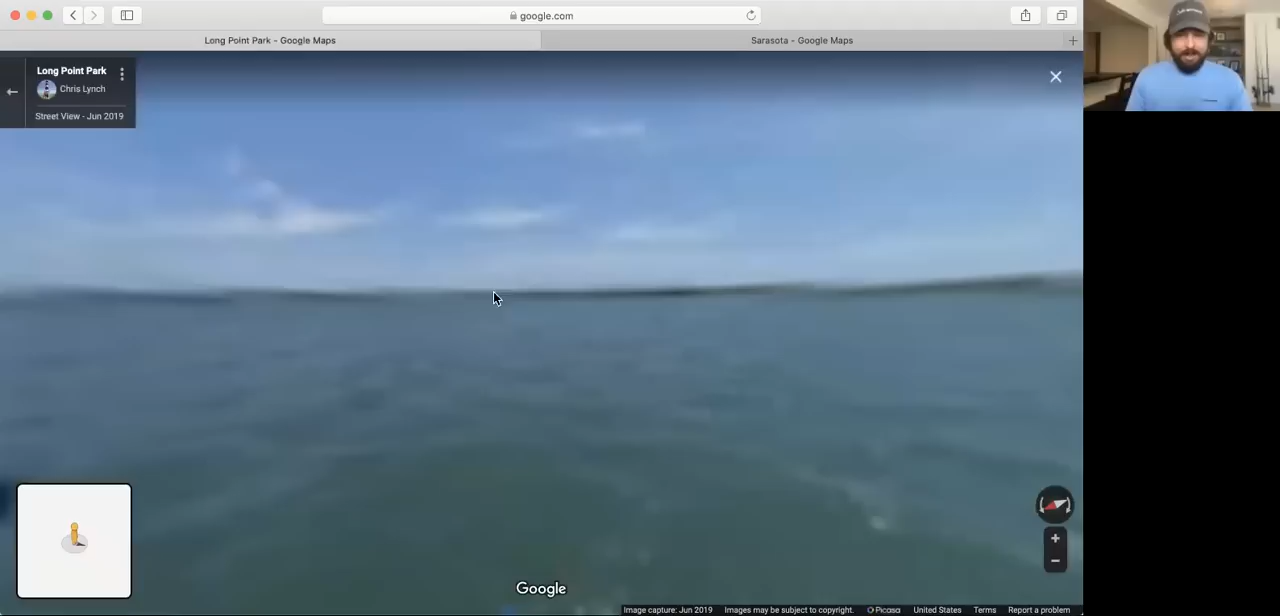 google.com
Long Point Park - Google Maps
Sarasota - Google Maps
Long Point Park
Chris Lynch
Street View - Jun 2019
Google
Image capture: Jun 2019 Images may be subject to copyright. Picasa United States Terms Report a problem